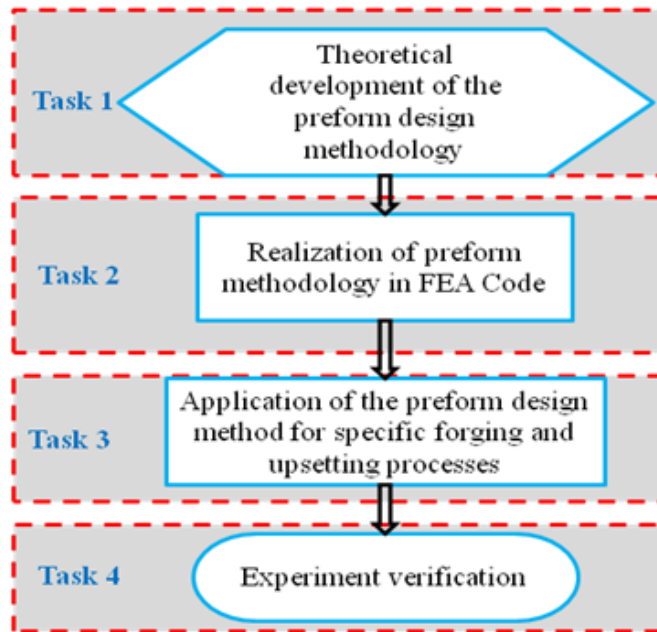 Task 1
Theoretical
development of the
preform design
methodology
Task 2
Realization of preform
methodology in FEA Code
Task 3
Application of the preform design
method for specific forging and
upsetting processes
Task 4
Experiment verification